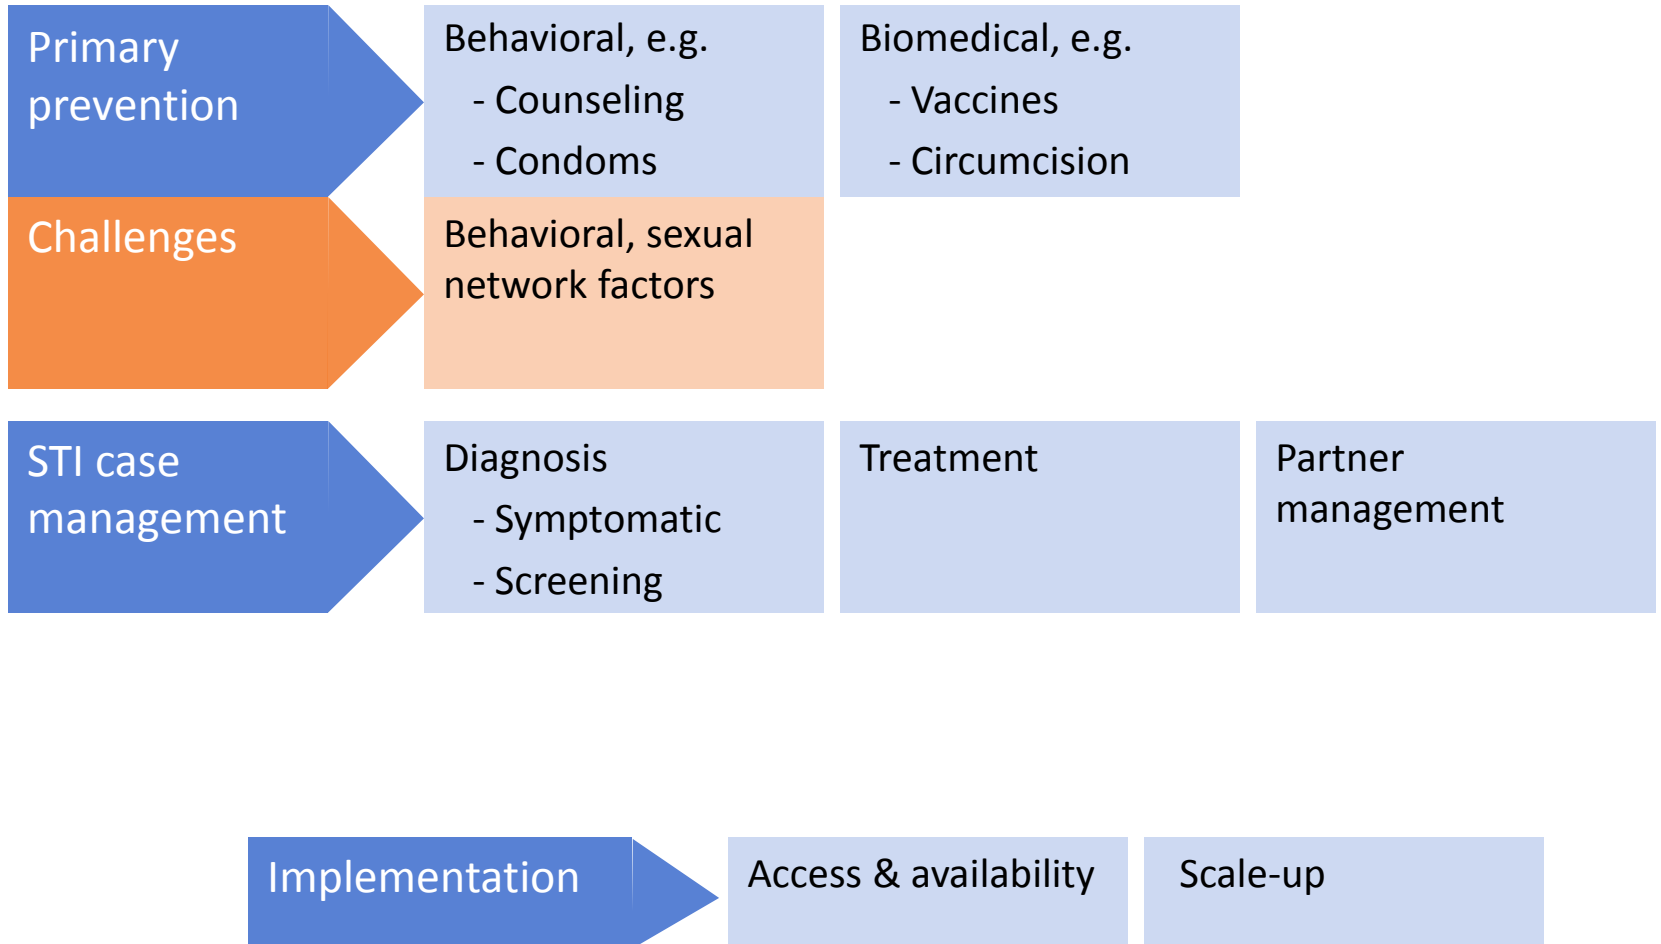 Primary
prevention
Behavioral, e.g.
- Counseling
- Condoms
Biomedical, e.g.
- Vaccines
- Circumcision
Challenges
Behavioral, sexual
network factors
STI case
management
Diagnosis
- Symptomatic
- Screening
Treatment
Partner
management
Implementation
Access & availability
Scale-up